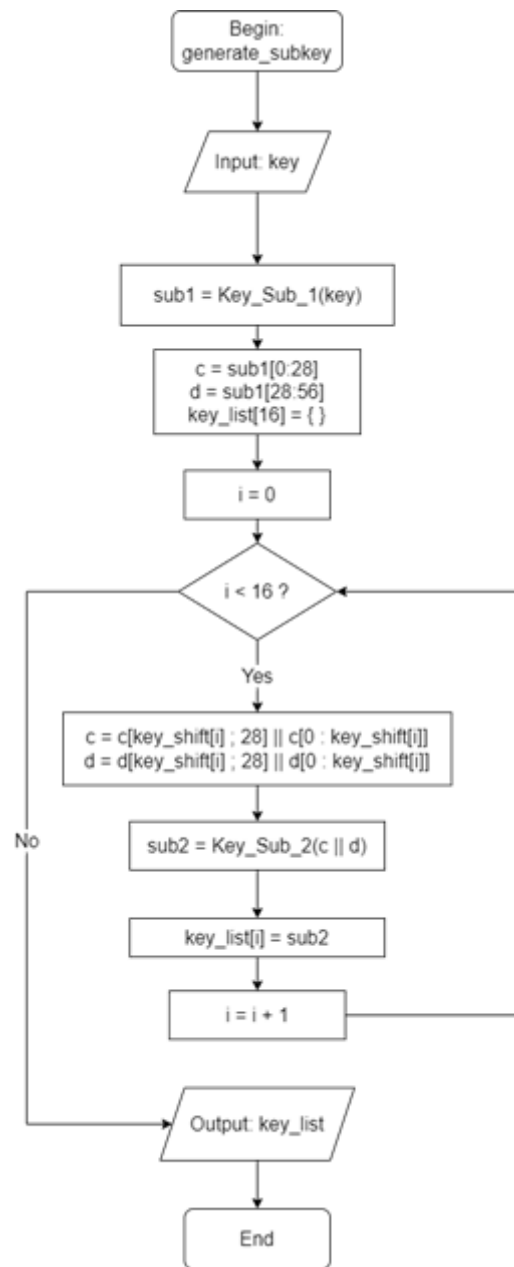 Begin:
generate_subkey
Input: key
sub1 = Key_Sub_1(key)
c = sub1[0:28]
d = sub1[28:56]
key_list[16] = { }
i = 0
i < 16 ?
Yes
c = c[key_shift[i] ; 28] || c[0 : key_shift[i]]
d = d[key_shift[i] ; 28] || d[0 : key_shift[i]]
No
sub2 = Key_Sub_2(c || d)
key_list[i] = sub2
i = i + 1
Output: key_list
End